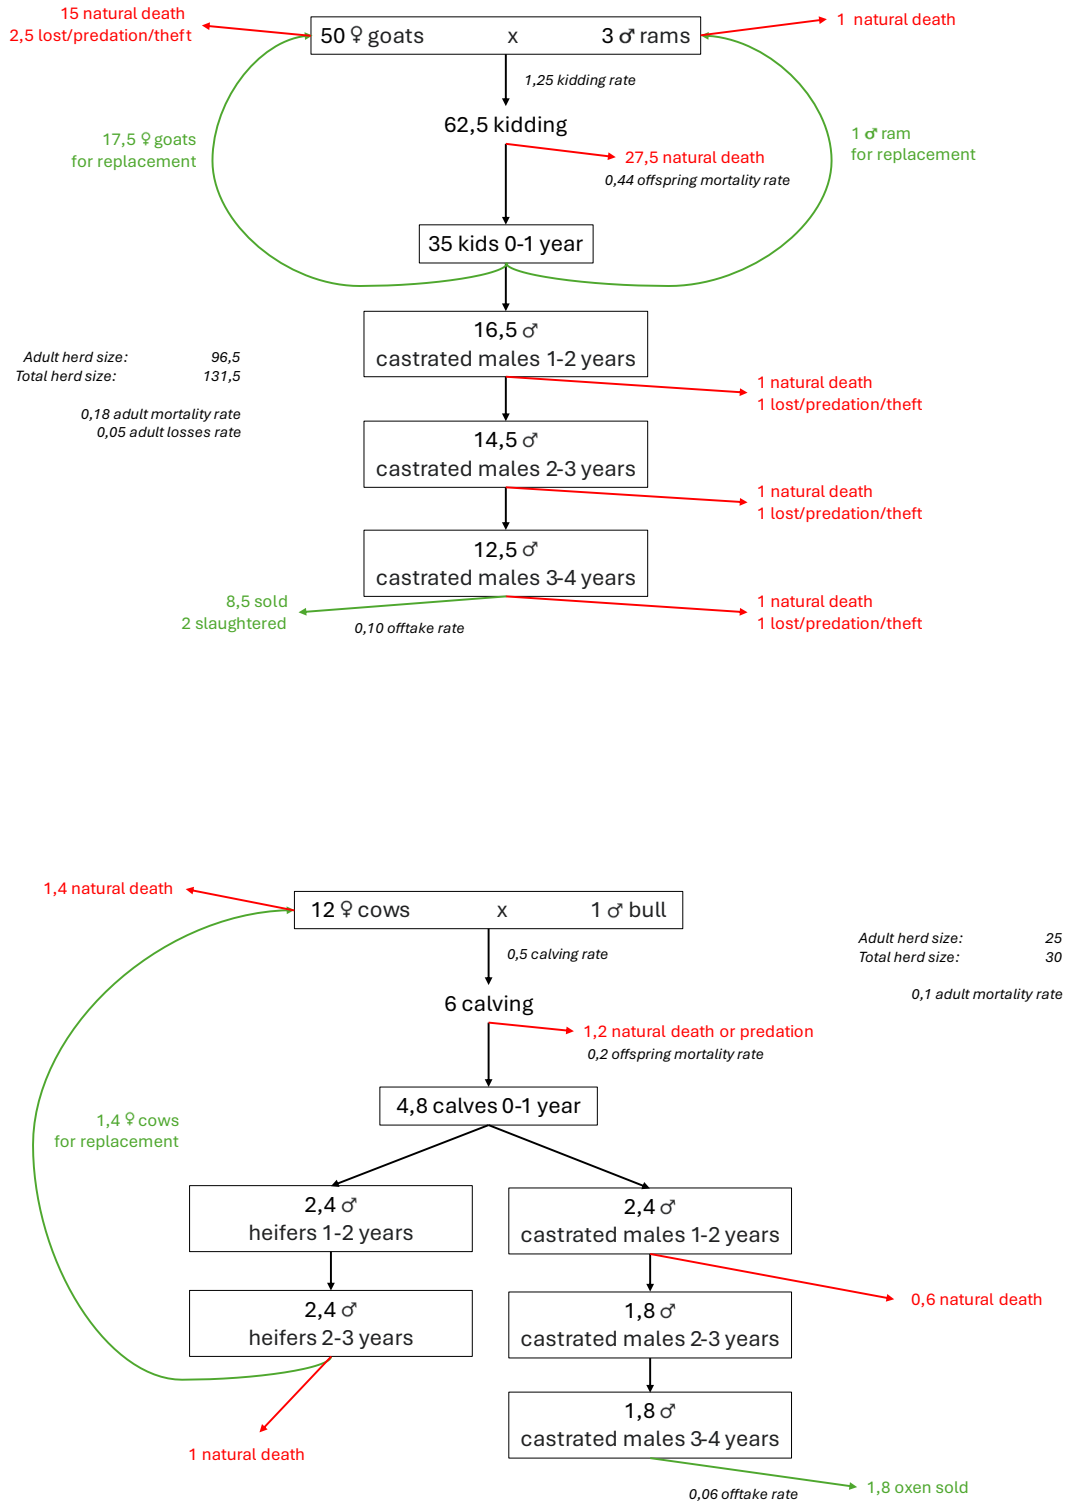 15 natural death
2,5 lost/predation/theft
50 ♀ goats x 3 ♂ rams
1 natural death
1,25 kidding rate
62,5 kidding
17,5 ♀ goats
for replacement
1 ♂ ram
for replacement
27,5 natural death
0,44 offspring mortality rate
35 kids 0-1 year
16,5 ♂
castrated males 1-2 years
Adult herd size: 96,5
Total herd size: 131,5
0,18 adult mortality rate
0,05 adult losses rate
1 natural death
1 lost/predation/theft
14,5 ♂
castrated males 2-3 years
1 natural death
1 lost/predation/theft
12,5 ♂
castrated males 3-4 years
8,5 sold
2 slaughtered
0,10 offtake rate
1 natural death
1 lost/predation/theft
1,4 natural death
12 ♀ cows x 1 ♂ bull
0,5 calving rate
Adult herd size: 25
Total herd size: 30
0,1 adult mortality rate
6 calving
1,2 natural death or predation
0,2 offspring mortality rate
4,8 calves 0-1 year
1,4 ♀ cows
for replacement
2,4 ♂
heifers 1-2 years
2,4 ♂
castrated males 1-2 years
0,6 natural death
2,4 ♂
heifers 2-3 years
1,8 ♂
castrated males 2-3 years
1 natural death
1,8 ♂
castrated males 3-4 years
0,06 offtake rate
1,8 oxen sold